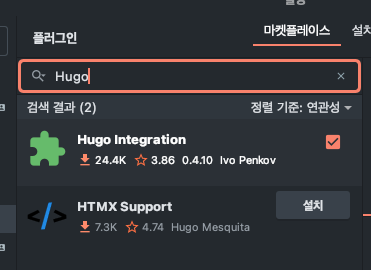 플러그인
마켓플레이스
Hugo
검색 결과 (2)
정렬 기준: 연관성
Hugo Integration
24.4K 3.86 0.4.10 Ivo Penkov
HTMX Support
설치
7.3K 4.74 Hugo Mesquita